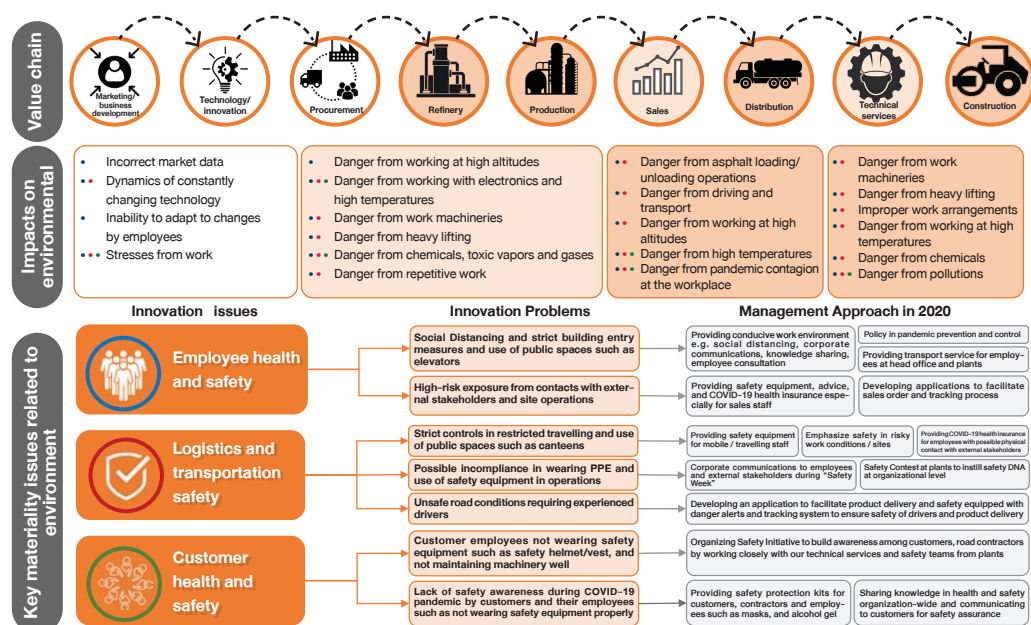 Value chain
Marketing/
business
development
Technology/
innovation
Procurement
Refinery
Production
Sales
Distribution
Technical
services
Construction
Impacts on
environmental
• Incorrect market data
• • Dynamics of constantly
changing technology
• Inability to adapt to changes
by employees
• • • Stresses from work
• Danger from working at high altitudes
• • • Danger from working with electronics and
high temperatures
• • Danger from work machineries
• • Danger from heavy lifting
• • • Danger from chemicals, toxic vapors and gases
• • Danger from repetitive work
• • Danger from asphalt loading/
unloading operations
• • Danger from driving and
transport
• • Danger from working at high
altitudes
• • • Danger from high temperatures
• • • Danger from pandemic contagion
at the workplace
• • Danger from work
machineries
• • Danger from heavy lifting
• • Improper work arrangements
• • Danger from working at high
temperatures
• • Danger from chemicals
• • • Danger from pollutions
Key materiality issues related to
environment
Innovation issues
Innovation Problems
Management Approach in 2020
Employee health
and safety
Social Distancing and strict building entry
measures and use of public spaces such as
elevators
Providing conducive work environment
e.g. social distancing, corporate
communications, knowledge sharing,
employee consultation
Policy in pandemic prevention and control
Providing transport service for employ-
ees at head office and plants
High-risk exposure from contacts with exter-
nal stakeholders and site operations
Providing safety equipment, advice,
and COVID-19 health insurance espe-
cially for sales staff
Developing applications to facilitate
sales order and tracking process
Logistics and
transportation
safety
Strict controls in restricted travelling and use
of public spaces such as canteens
Providing safety equipment
for mobile / travelling staff
Emphasize safety in risky
work conditions / sites
Providing COVID-19 health insurance
for employees with possible physical
contact with external stakeholders
Possible incompliance in wearing PPE and
use of safety equipment in operations
Corporate communications to employees
and external stakeholders during "Safety
Week"
Safety Contest at plants to instill safety DNA
at organizational level
Unsafe road conditions requiring experienced
drivers
Developing an application to facilitate product delivery and safety equipped with
danger alerts and tracking system to ensure safety of drivers and product delivery
Customer
health and
safety
Customer employees not wearing safety
equipment such as safety helmet/vest, and
not maintaining machinery well
Organizing Safety Initiative to build awareness among customers, road contractors
by working closely with our technical services and safety teams from plants
Lack of safety awareness during COVID-19
pandemic by customers and their employees
such as not wearing safety equipment properly
Providing safety protection kits for
customers, contractors and employ-
ees such as masks, and alcohol gel
Sharing knowledge in health and safety
organization-wide and communicating
to customers for safety assurance